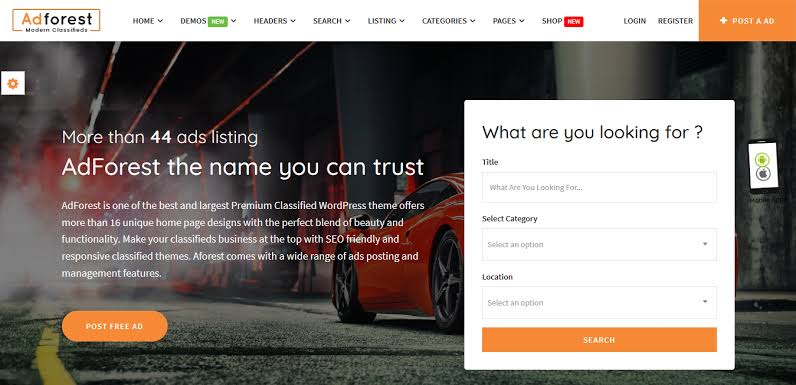 Adforest
Modern Classifieds
HOME
DEMOS NEW
HEADERS
SEARCH
LISTING
CATEGORIES
PAGES
SHOP NEW
LOGIN
REGISTER
POST A AD
More than 44 ads listing
AdForest the name you can trust
AdForest is one of the best and largest Premium Classified WordPress theme offers
more than 16 unique home page designs with the perfect blend of beauty and
functionality. Make your classifieds business at the top with SEO friendly and
responsive classified themes. Aforest comes with a wide range of ads posting and
management features.
POST FREE AD
What are you looking for ?
Title
What Are You Looking For...
Select Category
Select an option
Location
Select an option
SEARCH
Mobile Apps